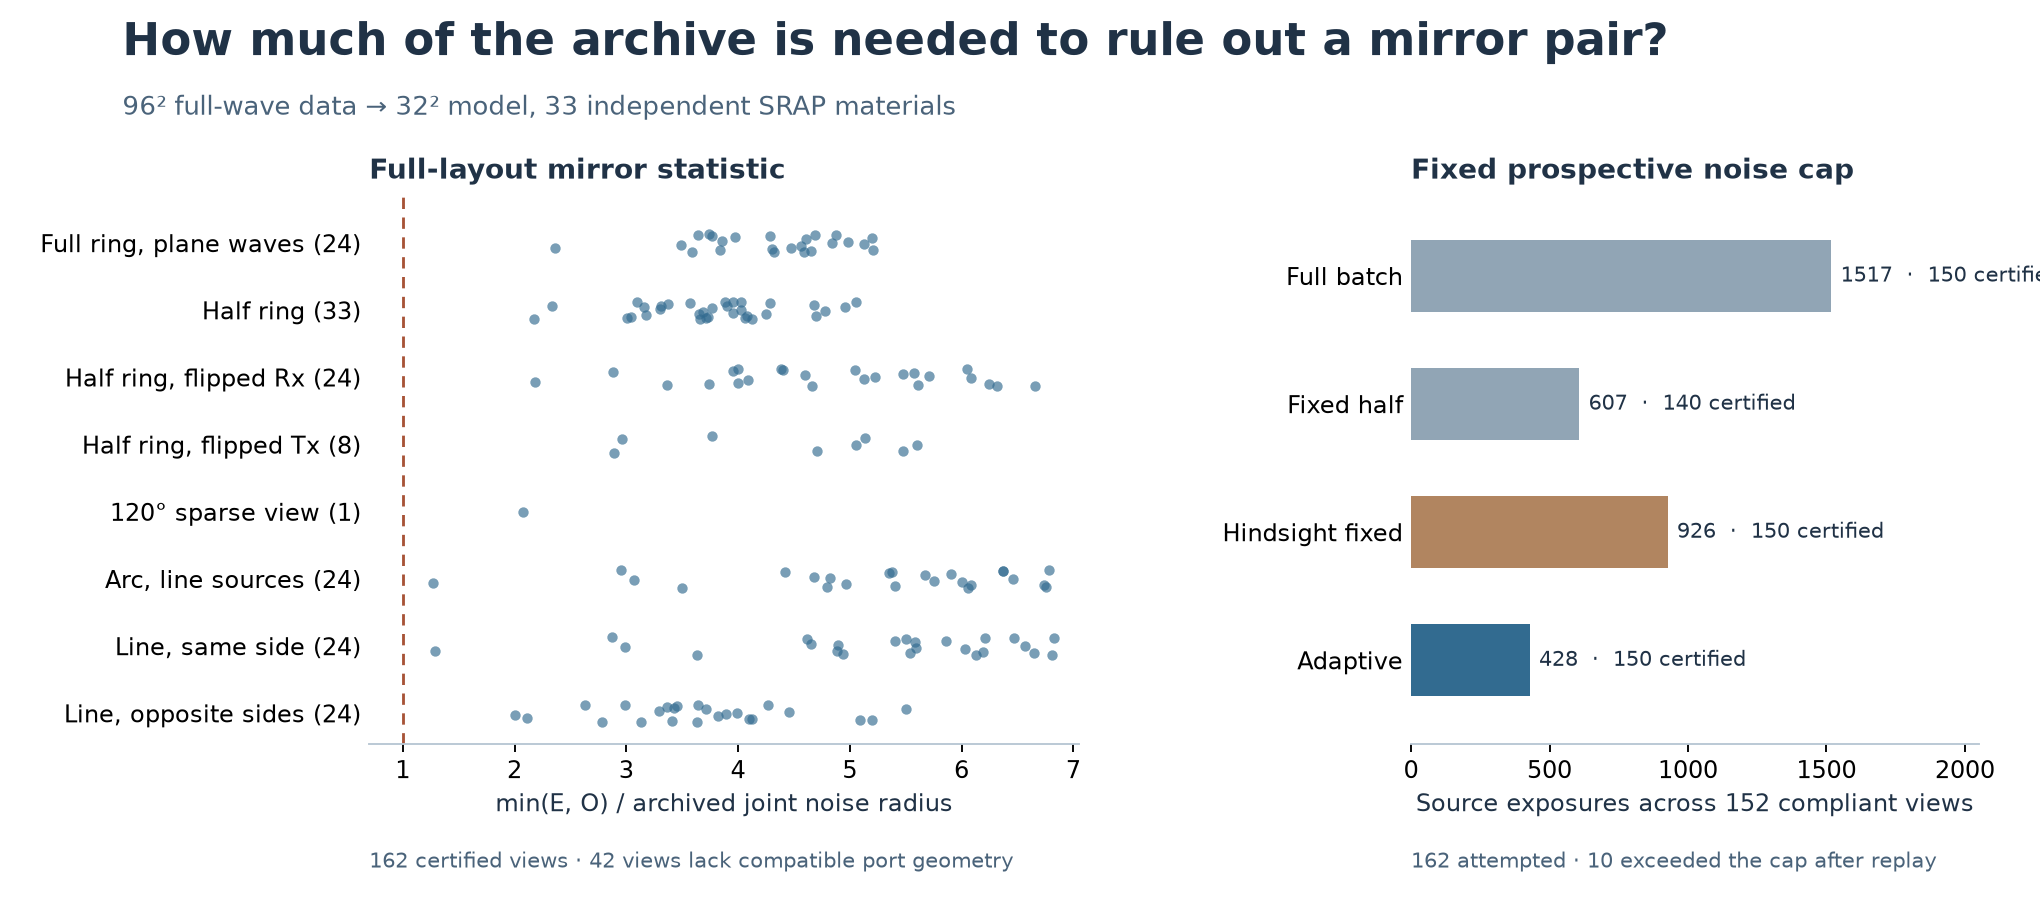 How much of the archive is needed to rule out a mirror pair?
96² full-wave data → 32² model, 33 independent SRAP materials
Full-layout mirror statistic
Full ring, plane waves (24)
Half ring (33)
Half ring, flipped Rx (24)
Half ring, flipped Tx (8)
120° sparse view (1)
Arc, line sources (24)
Line, same side (24)
Line, opposite sides (24)
1 2 3 4 5 6 7
min(E, O) / archived joint noise radius
162 certified views · 42 views lack compatible port geometry
Fixed prospective noise cap
Full batch
1517 · 150 certifie
Fixed half
607 · 140 certified
Hindsight fixed
926 · 150 certified
Adaptive
428 · 150 certified
0 500 1000 1500 2000
Source exposures across 152 compliant views
162 attempted · 10 exceeded the cap after replay